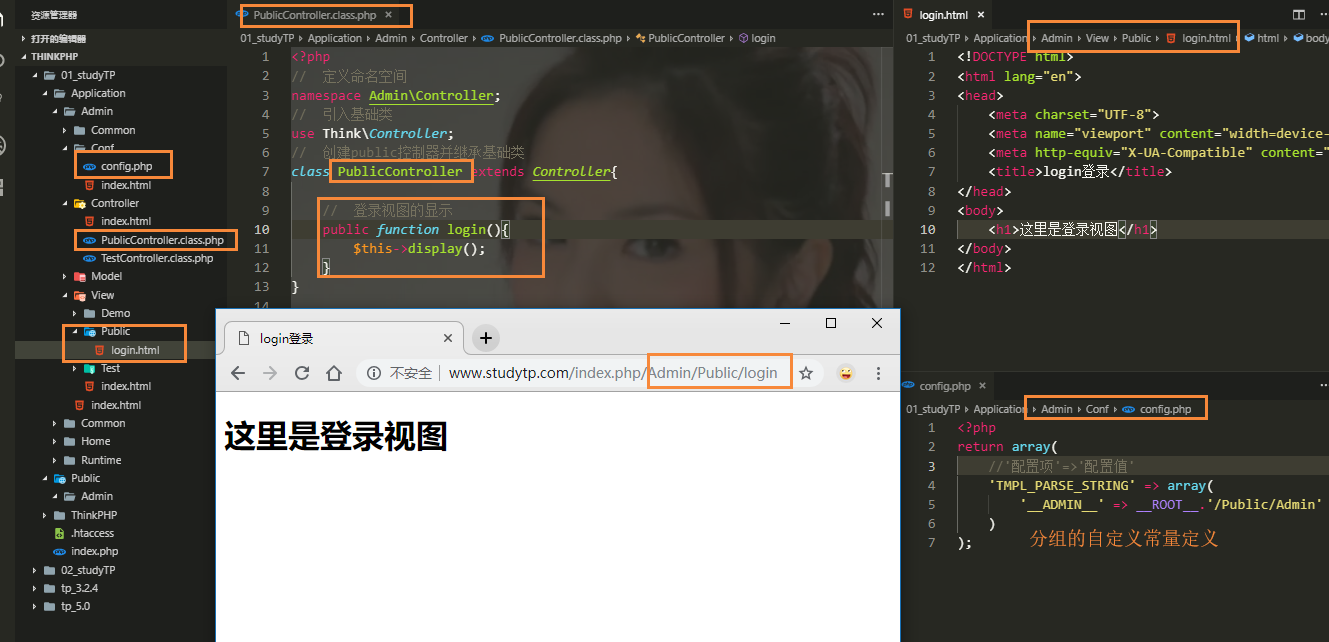 资源管理器
打开的编辑器
THINKPHP
01_studyTP
Application
Admin
Common
Conf
config.php
index.html
Controller
index.html
PublicController.class.php
TestController.class.php
Model
View
Demo
Public
login.html
Test
index.html
index.html
Common
Home
Runtime
Public
Admin
ThinkPHP
.htaccess
index.php
02_studyTP
tp_3.2.4
tp_5.0
PublicController.class.php ×
01_studyTP Application Admin Controller PublicController.class.php PublicController login
1 <?php
2 // 定义命名空间
3 namespace Admin\Controller;
4 // 引入基础类
5 use Think\Controller;
6 // 创建public控制器并继承基础类
7 class PublicController extends Controller{
8
9 // 登录视图的显示
10 public function login(){
11 $this->display();
12 }
13 }
14
login.html ×
01_studyTP Application Admin View Public login.html html body
1 <!DOCTYPE html>
2 <html lang="en">
3 <head>
4 <meta charset="UTF-8">
5 <meta name="viewport" content="width=device-
6 <meta http-equiv="X-UA-Compatible" content="
7 <title>login登录</title>
8 </head>
9 <body>
10 <h1>这里是登录视图</h1>
11 </body>
12 </html>
login登录 ×
不安全 www.studytp.com/index.php/Admin/Public/login
这里是登录视图
config.php ×
01_studyTP Application Admin Conf config.php
1 <?php
2 return array(
3 //'配置项'=>'配置值'
4 'TMPL_PARSE_STRING' => array(
5 '__ADMIN__' => __ROOT__.'/Public/Admin'
6 )
7 );
分组的自定义常量定义